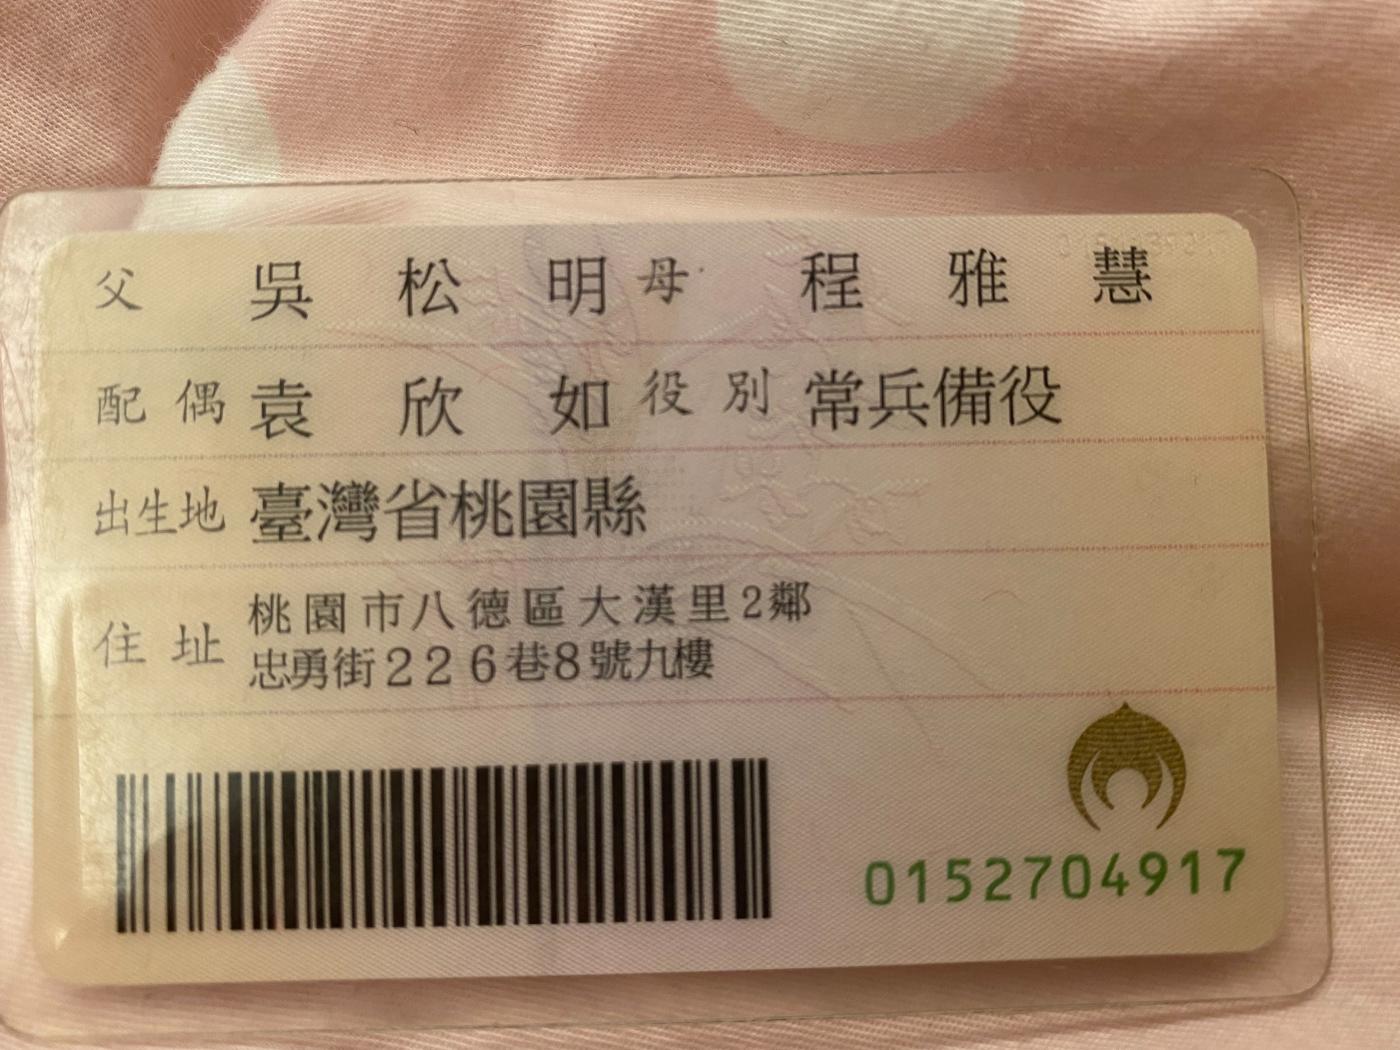 父 吳松明 母 程雅慧
配偶 袁欣如 役別 常兵備役
出生地 臺灣省桃園縣
住址 桃園市八德區大漢里2鄰
忠勇街226巷8號九樓
0152704917